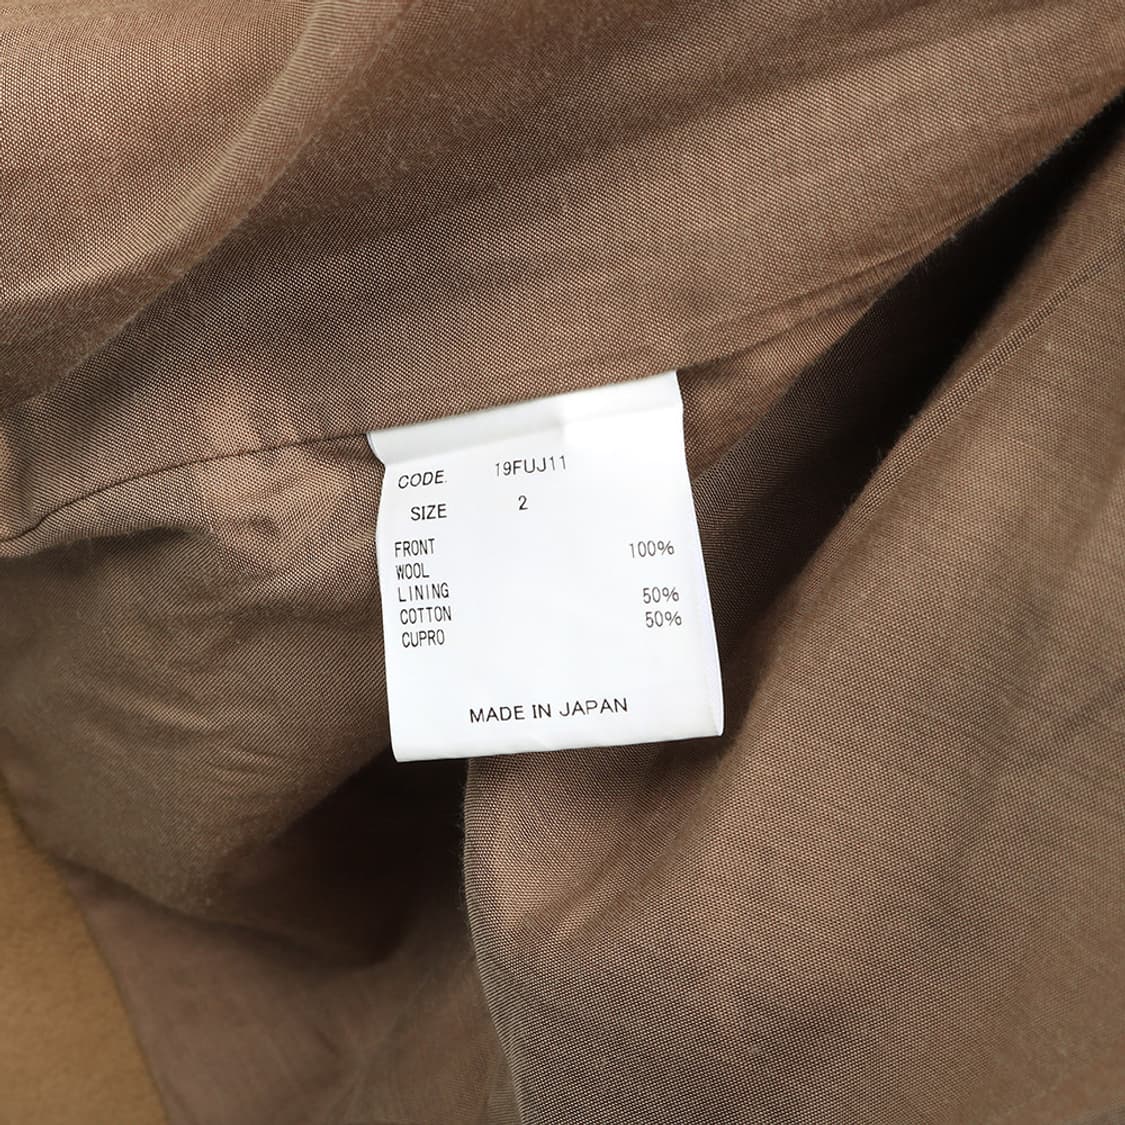 CODE. 19FUJ11
SIZE 2
FRONT 100%
WOOL
LINING 50%
COTTON 50%
CUPRO
MADE IN JAPAN